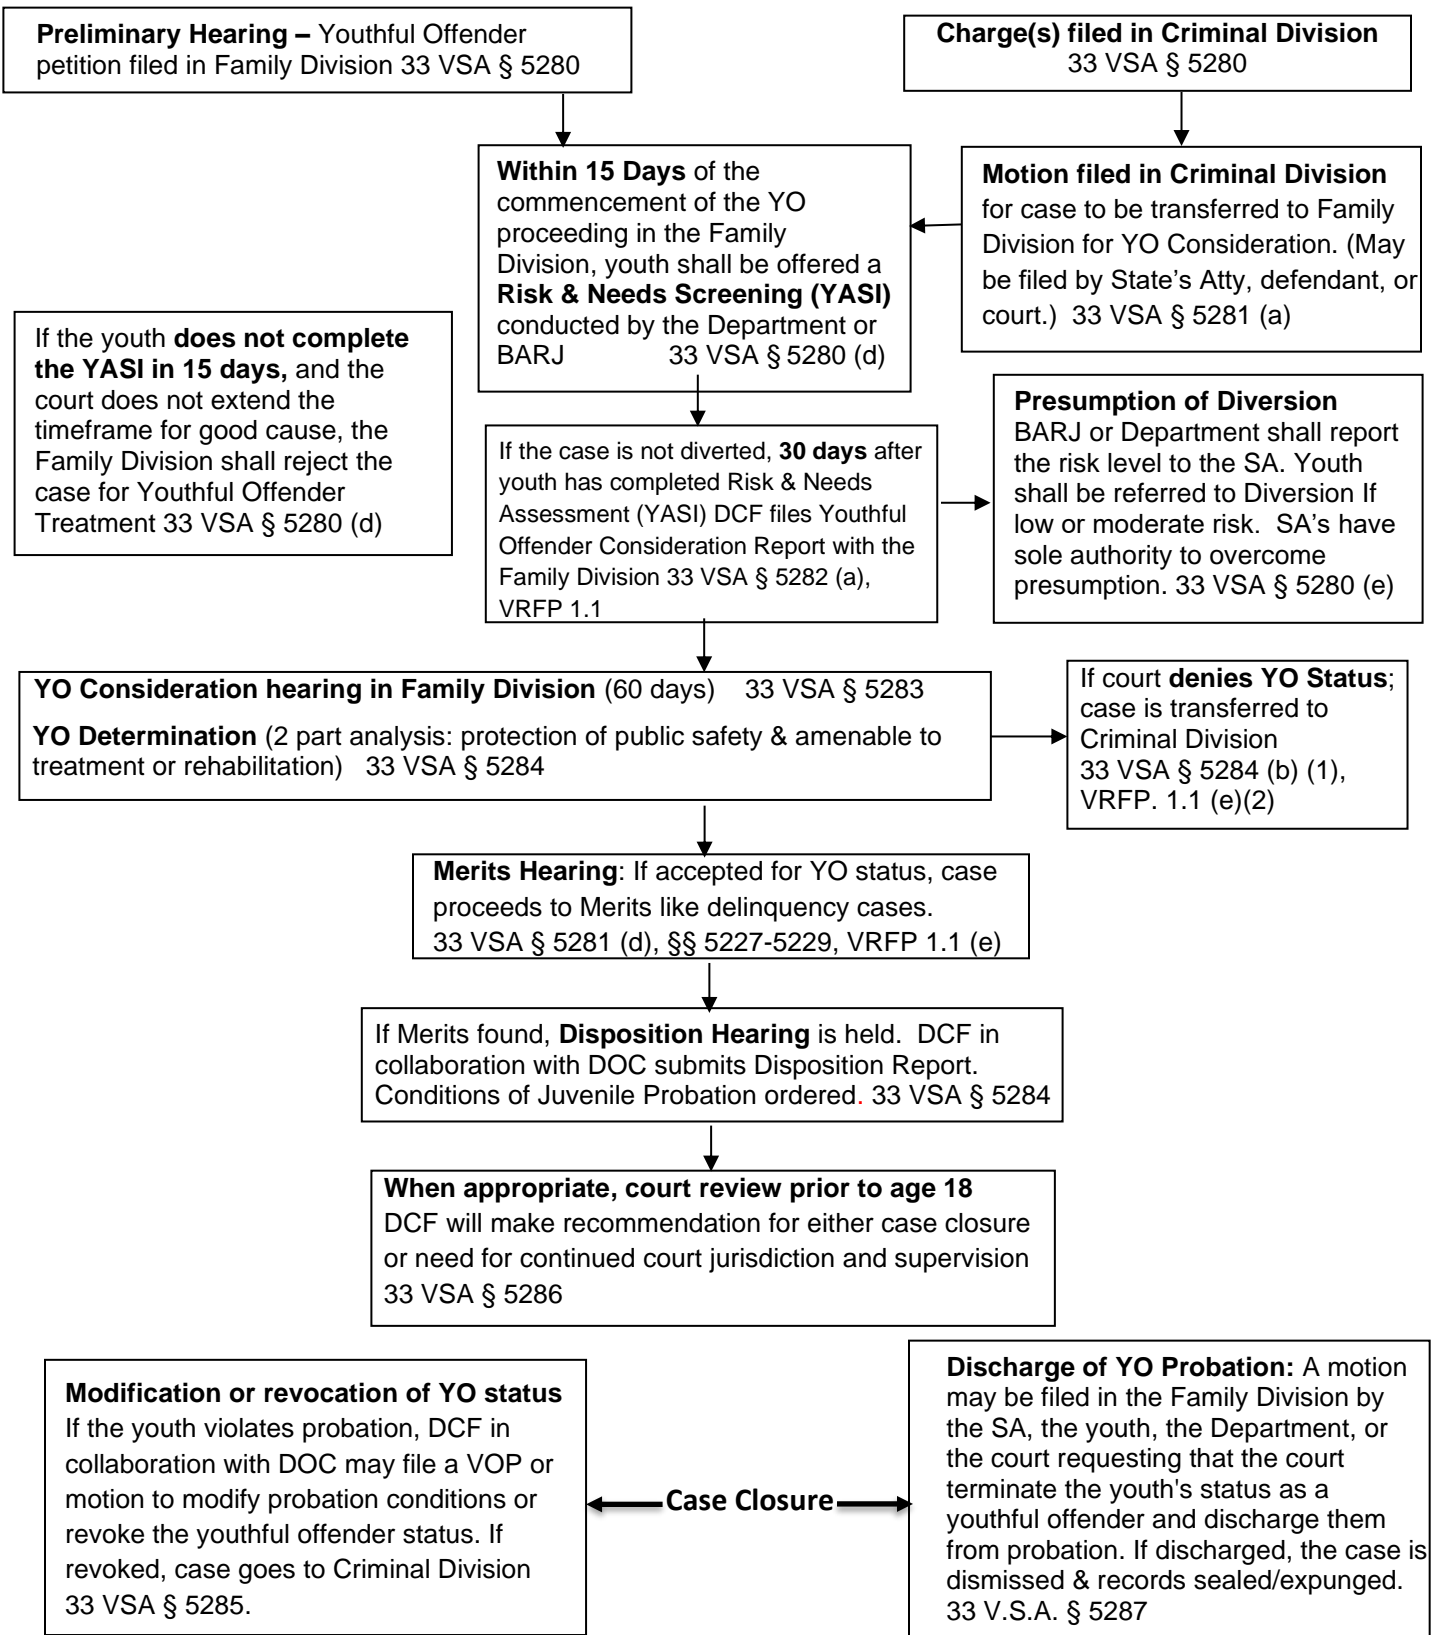 Preliminary Hearing – Youthful Offender
petition filed in Family Division 33 VSA § 5280
Charge(s) filed in Criminal Division
33 VSA § 5280
Within 15 Days of the
commencement of the YO
proceeding in the Family
Division, youth shall be offered a
Risk & Needs Screening (YASI)
conducted by the Department or
BARJ 33 VSA § 5280 (d)
Motion filed in Criminal Division
for case to be transferred to Family
Division for YO Consideration. (May
be filed by State's Atty, defendant, or
court.) 33 VSA § 5281 (a)
If the youth does not complete
the YASI in 15 days, and the
court does not extend the
timeframe for good cause, the
Family Division shall reject the
case for Youthful Offender
Treatment 33 VSA § 5280 (d)
If the case is not diverted, 30 days after
youth has completed Risk & Needs
Assessment (YASI) DCF files Youthful
Offender Consideration Report with the
Family Division 33 VSA § 5282 (a),
VRFP 1.1
Presumption of Diversion
BARJ or Department shall report
the risk level to the SA. Youth
shall be referred to Diversion If
low or moderate risk. SA's have
sole authority to overcome
presumption. 33 VSA § 5280 (e)
YO Consideration hearing in Family Division (60 days) 33 VSA § 5283
YO Determination (2 part analysis: protection of public safety & amenable to
treatment or rehabilitation) 33 VSA § 5284
If court denies YO Status;
case is transferred to
Criminal Division
33 VSA § 5284 (b) (1),
VRFP. 1.1 (e)(2)
Merits Hearing: If accepted for YO status, case
proceeds to Merits like delinquency cases.
33 VSA § 5281 (d), §§ 5227-5229, VRFP 1.1 (e)
If Merits found, Disposition Hearing is held. DCF in
collaboration with DOC submits Disposition Report.
Conditions of Juvenile Probation ordered. 33 VSA § 5284
When appropriate, court review prior to age 18
DCF will make recommendation for either case closure
or need for continued court jurisdiction and supervision
33 VSA § 5286
Modification or revocation of YO status
If the youth violates probation, DCF in
collaboration with DOC may file a VOP or
motion to modify probation conditions or
revoke the youthful offender status. If
revoked, case goes to Criminal Division
33 VSA § 5285.
Case Closure
Discharge of YO Probation: A motion
may be filed in the Family Division by
the SA, the youth, the Department, or
the court requesting that the court
terminate the youth's status as a
youthful offender and discharge them
from probation. If discharged, the case is
dismissed & records sealed/expunged.
33 V.S.A. § 5287